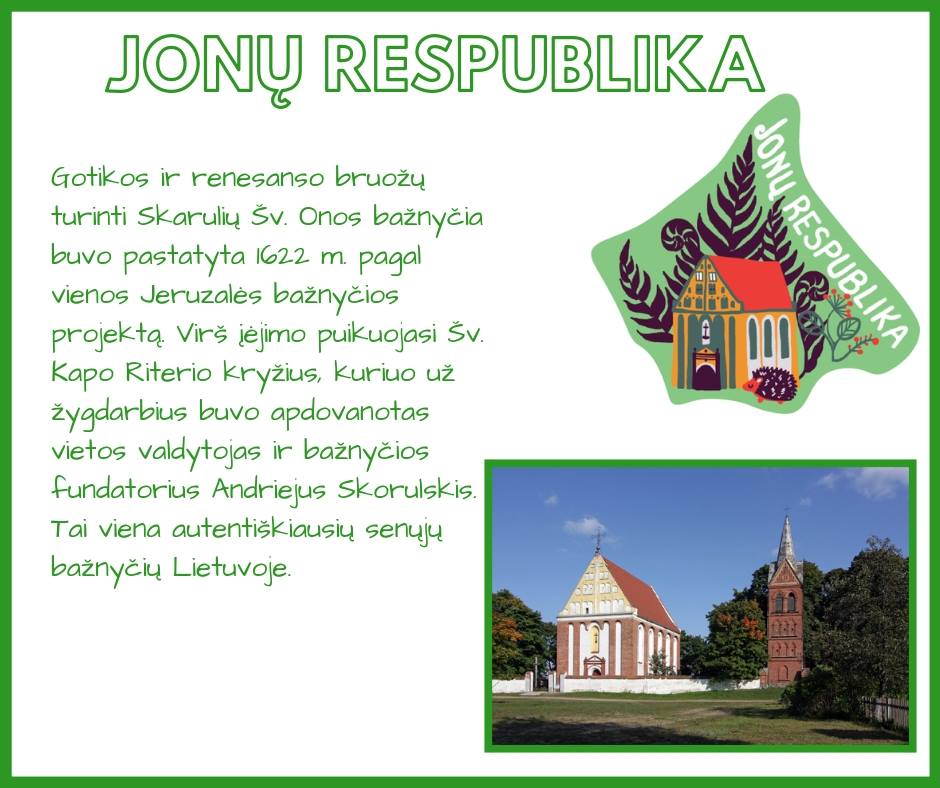 JONŲ RESPUBLIKA
JONŲ RESPUBLIKA
Gotikos ir renesanso bruožų
turinti Skarulių Šv. Onos bažnyčia
buvo pastatyta 1622 m. pagal
vienos Jeruzalės bažnyčios
projektą. Virš įėjimo puikuojasi Šv.
Kapo Riterio kryžius, kuriuo už
žygdarbius buvo apdovanotas
vietos valdytojas ir bažnyčios
fundatorius Andriejus Skorulskis.
Tai viena autentiškiausių senųjų
bažnyčių Lietuvoje.